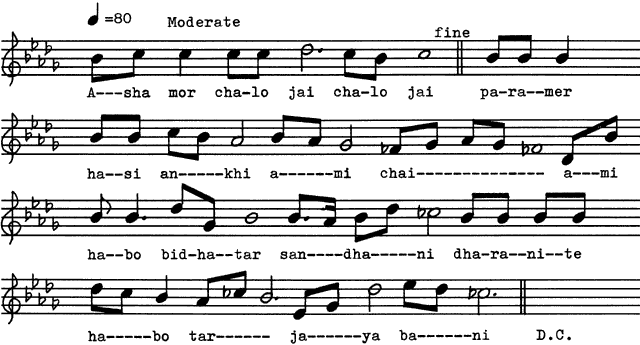 =80 Moderate
fine
A---sha mor cha-lo jai cha-lo jai pa-ra--mer
ha--si an-----khi a------mi chai--------------- a---mi
ha--bo bid-ha--tar san----dha----ni dha-ra--ni--te
ha-----bo tar------ ja-----ya ba------ni D.C.